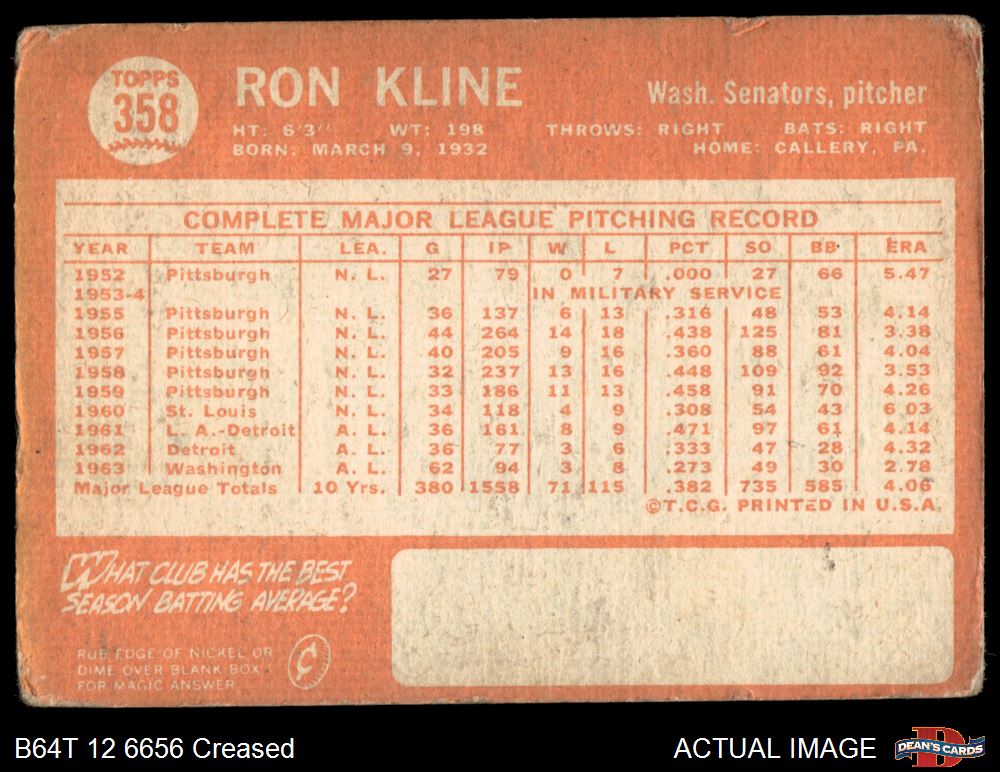 TOPPS
358
RON KLINE
Wash. Senators, pitcher
HT: 6'3" WT: 198 THROWS: RIGHT BATS: RIGHT
BORN: MARCH 9, 1932 HOME: CALLERY, PA.
COMPLETE MAJOR LEAGUE PITCHING RECORD
YEAR TEAM LEA. G IP W L PCT SO BB ERA
1952 Pittsburgh N. L. 27 79 0 7 .000 27 66 5.47
1953-4 IN MILITARY SERVICE
1955 Pittsburgh N. L. 36 137 6 13 .316 48 53 4.14
1956 Pittsburgh N. L. 44 264 14 18 .438 125 81 3.38
1957 Pittsburgh N. L. 40 205 9 16 .360 88 61 4.04
1958 Pittsburgh N. L. 32 237 13 16 .448 109 92 3.53
1959 Pittsburgh N. L. 33 186 11 13 .458 91 70 4.26
1960 St. Louis N. L. 34 118 4 9 .308 54 43 6.03
1961 L. A.-Detroit A. L. 36 161 8 9 .471 97 61 4.14
1962 Detroit A. L. 36 77 3 6 .333 47 28 4.32
1963 Washington A. L. 62 94 3 8 .273 49 30 2.78
Major League Totals 10 Yrs. 380 1558 71 115 .382 735 585 4.06
©T.C.G. PRINTED IN U.S.A.
WHAT CLUB HAS THE BEST
SEASON BATTING AVERAGE?
RUB EDGE OF NICKEL OR
DIME OVER BLANK BOX
FOR MAGIC ANSWER
B64T 12 6656 Creased
ACTUAL IMAGE
DEAN'S CARDS